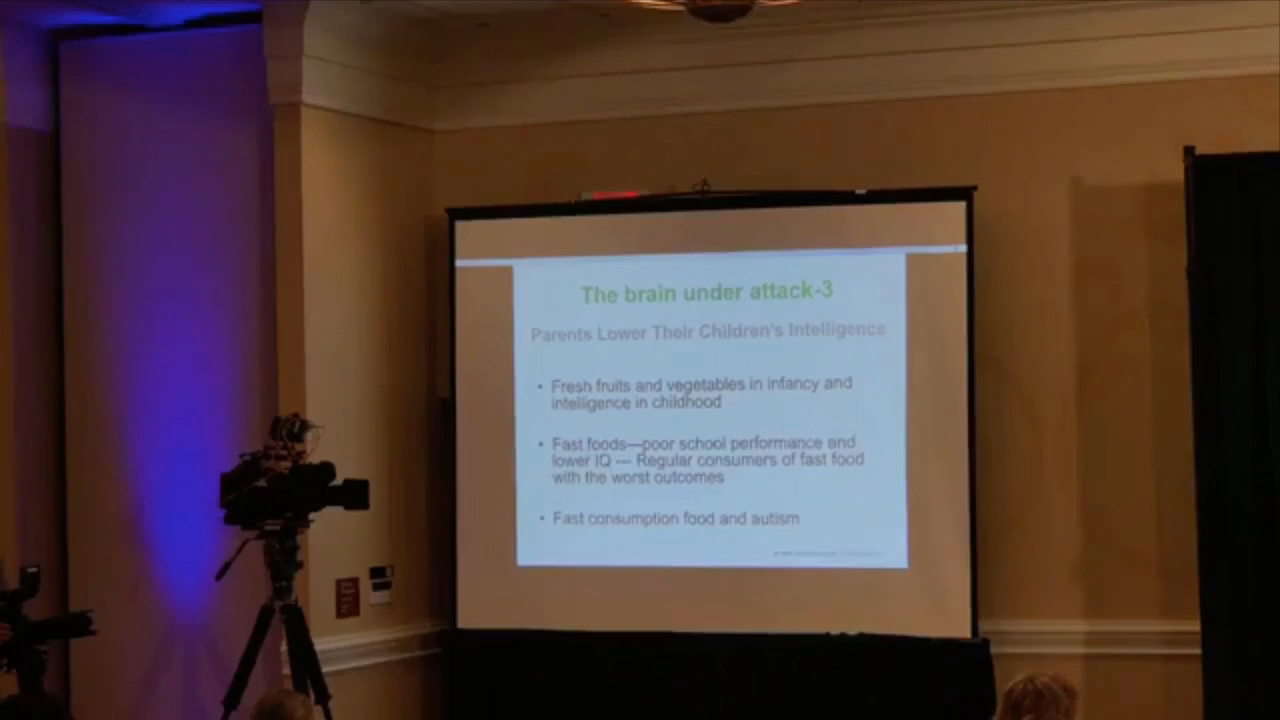 The brain under attack-3
Parents Lower Their Children's Intelligence
• Fresh fruits and vegetables in infancy and
intelligence in childhood
• Fast foods—poor school performance and
lower IQ --- Regular consumers of fast food
with the worst outcomes
• Fast consumption food and autism